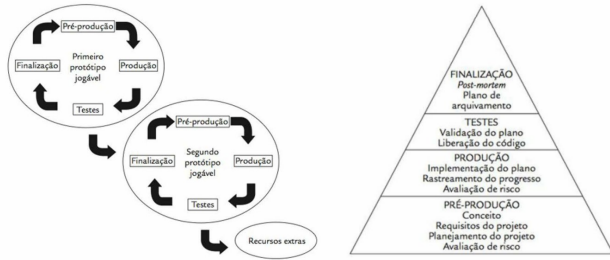 Pré-produção
Primeiro
protótipo
jogável
Finalização
Produção
Testes
Pré-produção
Segundo
protótipo
jogável
Finalização
Produção
Testes
Recursos extras
FINALIZAÇÃO
Post-mortem
Plano de
arquivamento
TESTES
Validação do plano
Liberação do código
PRODUÇÃO
Implementação do plano
Rastreamento do progresso
Avaliação de risco
PRÉ-PRODUÇÃO
Conceito
Requisitos do projeto
Planejamento do projeto
Avaliação de risco